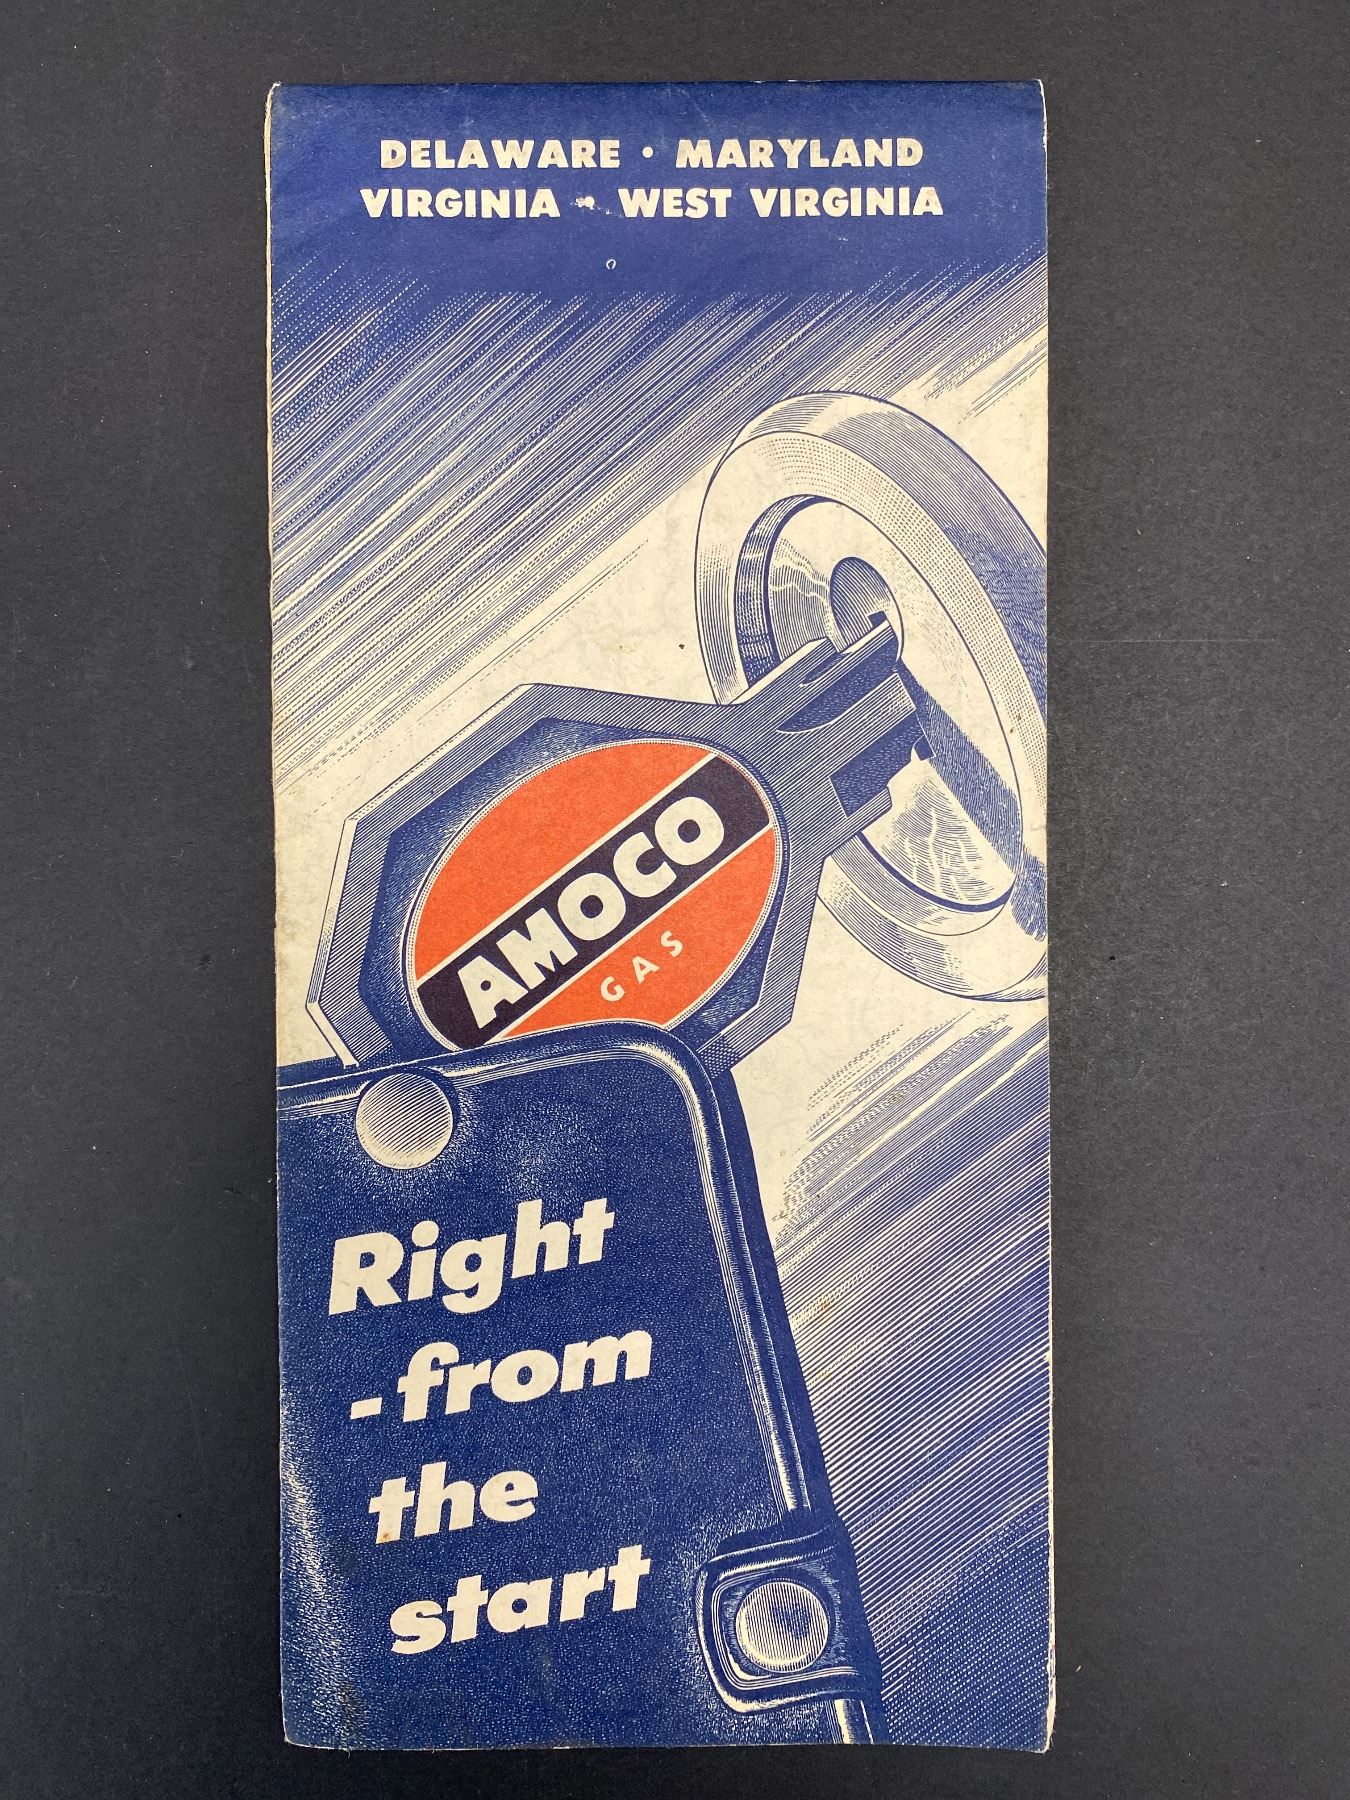 DELAWARE • MARYLAND
VIRGINIA • WEST VIRGINIA
AMOCO
GAS
Right
-from
the
start